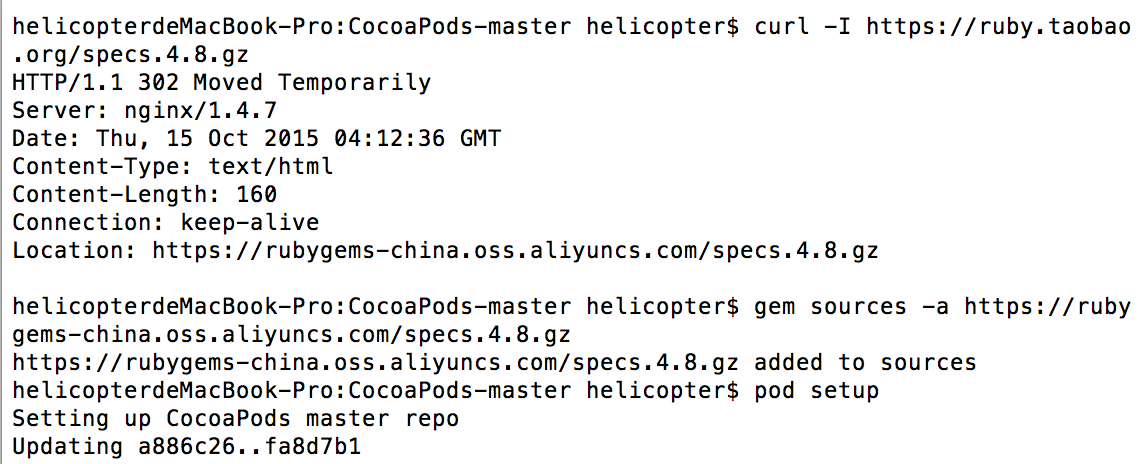 helicopterdeMacBook-Pro:CocoaPods-master helicopter$ curl -I https://ruby.taobao
.org/specs.4.8.gz
HTTP/1.1 302 Moved Temporarily
Server: nginx/1.4.7
Date: Thu, 15 Oct 2015 04:12:36 GMT
Content-Type: text/html
Content-Length: 160
Connection: keep-alive
Location: https://rubygems-china.oss.aliyuncs.com/specs.4.8.gz
helicopterdeMacBook-Pro:CocoaPods-master helicopter$ gem sources -a https://ruby
gems-china.oss.aliyuncs.com/specs.4.8.gz
https://rubygems-china.oss.aliyuncs.com/specs.4.8.gz added to sources
helicopterdeMacBook-Pro:CocoaPods-master helicopter$ pod setup
Setting up CocoaPods master repo
Updating a886c26..fa8d7b1